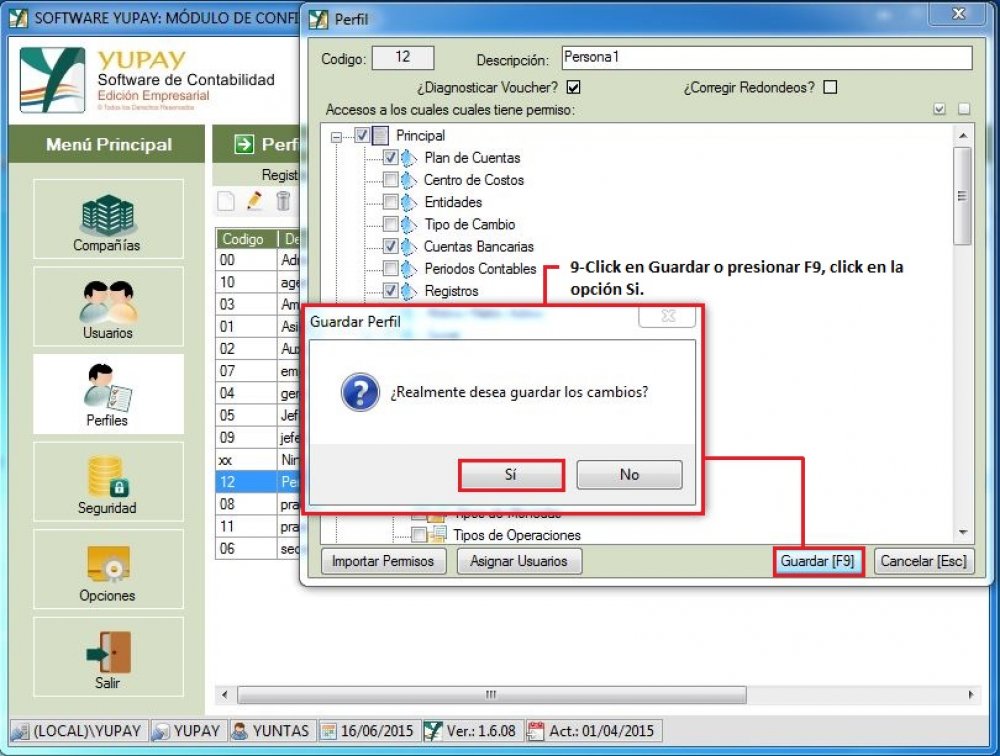 SOFTWARE YUPAY: MÓDULO DE CONFI
YUPAY
Software de Contabilidad
Edición Empresarial
© Todos los Derechos Reservados
Menú Principal
Compañías
Usuarios
Perfiles
Seguridad
Opciones
Salir
Perf
Regist
Codigo De
00 Adr
10 age
03 Am
01 Asi
02 Au
07 em
04 ger
05 Jef
09 jefe
xx Nin
12 Per
08 pra
11 pra
06 sec
Perfil
Codigo: 12 Descripción: Persona1
¿Diagnosticar Voucher? ¿Corregir Redondeos?
Accesos a los cuales cuales tiene permiso:
Principal
Plan de Cuentas
Centro de Costos
Entidades
Tipo de Cambio
Cuentas Bancarias
Periodos Contables
Registros
9-Click en Guardar o presionar F9, click en la
opción Si.
Guardar Perfil
¿Realmente desea guardar los cambios?
Sí No
Tipos de Monedas
Tipos de Operaciones
Importar Permisos Asignar Usuarios Guardar [F9] Cancelar [Esc]
(LOCAL)\YUPAY YUPAY YUNTAS 16/06/2015 Ver.: 1.6.08 Act.: 01/04/2015